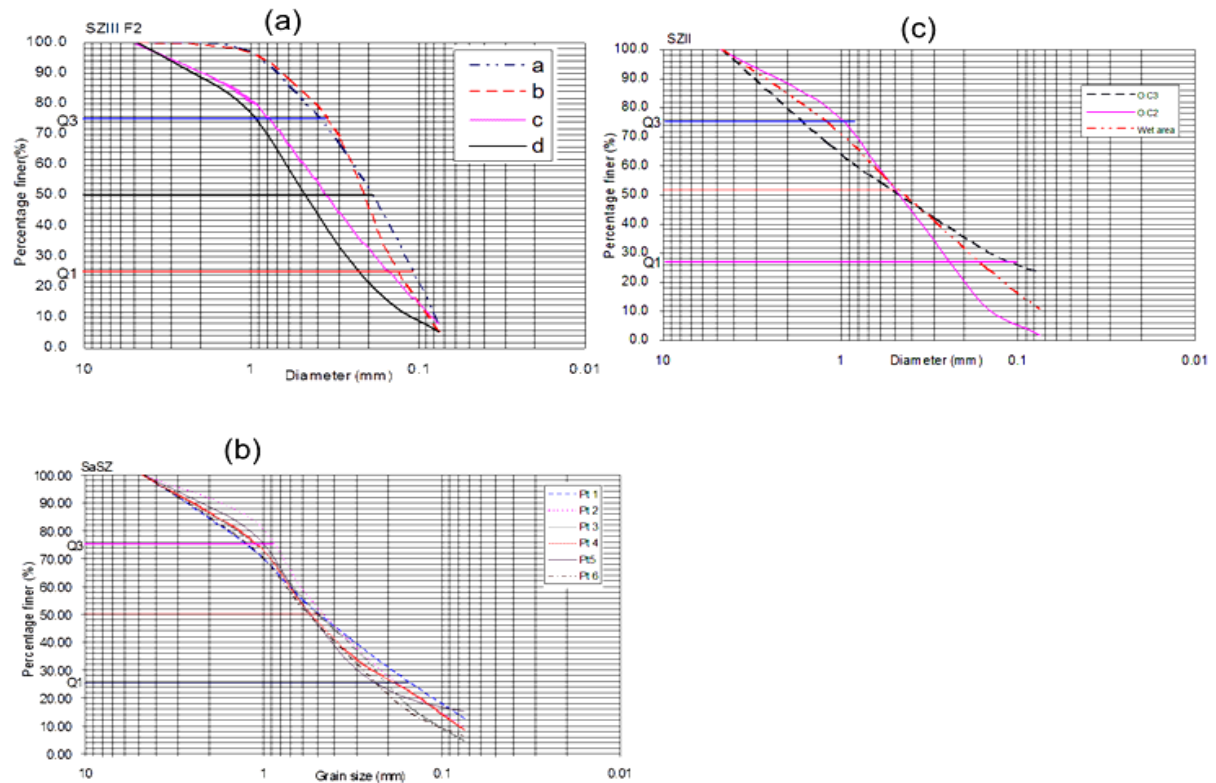 (a)
SZIII F2
100.0
90.0
80.0
Q3
70.0
60.0
50.0
40.0
30.0
Q1
20.0
10.0
0.0
Percentage finer(%)
10
1
0.1
0.01
Diameter (mm)
a
b
c
d
(c)
SZII
100.0
90.0
80.0
Q3
70.0
60.0
50.0
40.0
30.0
Q1
20.0
10.0
0.0
Percentage finer (%)
10
1
0.1
0.01
Diameter (mm)
O C3
O C2
Wet area
(b)
SaSZ
100.00
90.00
80.00
Q3
70.00
60.00
50.00
40.00
30.00
Q1
20.00
10.00
0.00
Percentage finer (%)
10
1
0.1
0.01
Grain size (mm)
Pt 1
Pt 2
Pt 3
Pt 4
Pt5
Pt 6